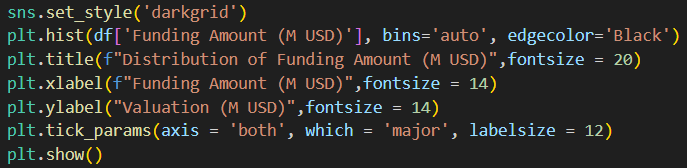 sns.set_style('darkgrid')
plt.hist(df['Funding Amount (M USD)'], bins='auto', edgecolor='Black')
plt.title(f"Distribution of Funding Amount (M USD)",fontsize = 20)
plt.xlabel(f"Funding Amount (M USD)",fontsize = 14)
plt.ylabel("Valuation (M USD)",fontsize = 14)
plt.tick_params(axis = 'both', which = 'major', labelsize = 12)
plt.show()